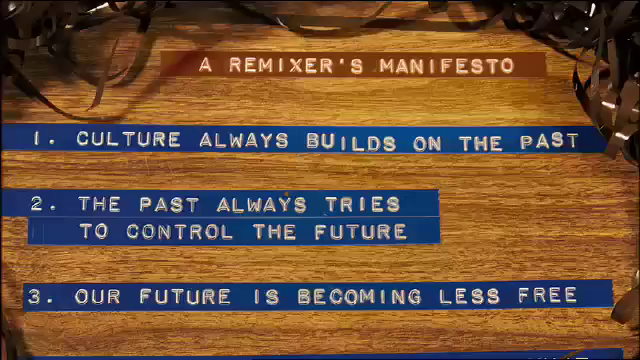 A REMIXER'S MANIFESTO
1. CULTURE ALWAYS BUILDS ON THE PAST
2. THE PAST ALWAYS TRIES
TO CONTROL THE FUTURE
3. OUR FUTURE IS BECOMING LESS FREE